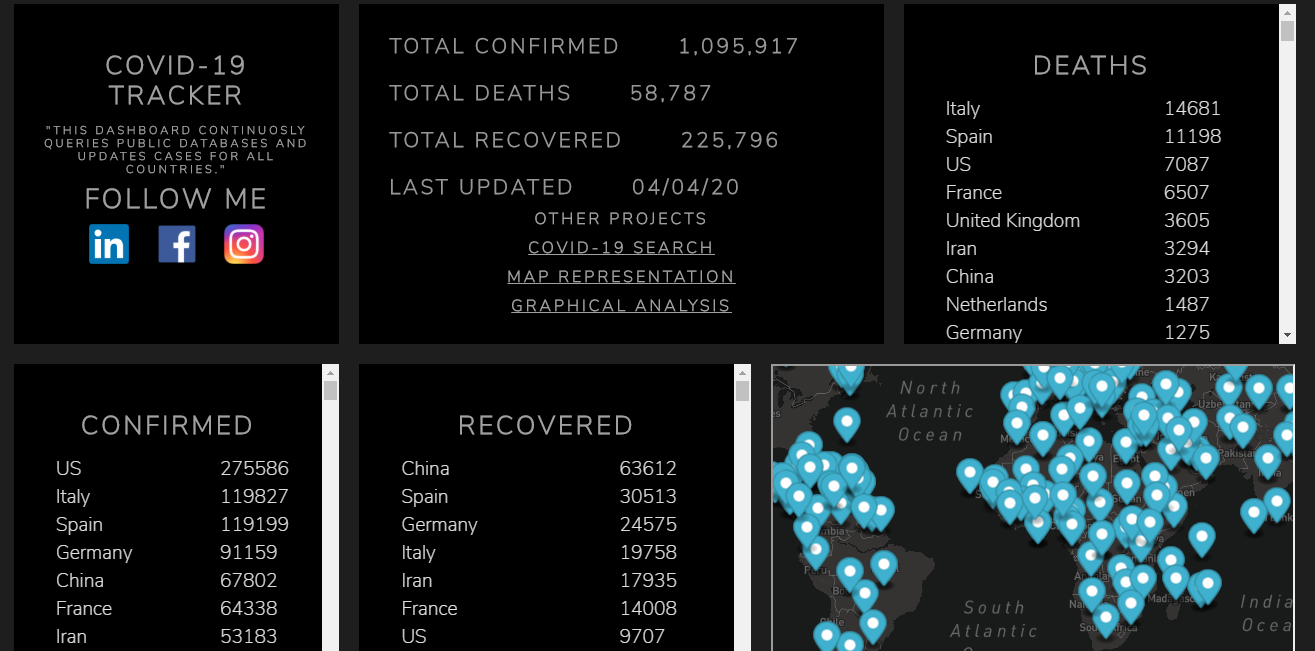 COVID-19
TRACKER
"THIS DASHBOARD CONTINUOSLY
QUERIES PUBLIC DATABASES AND
UPDATES CASES FOR ALL
COUNTRIES."
FOLLOW ME
in f
TOTAL CONFIRMED 1,095,917
TOTAL DEATHS 58,787
TOTAL RECOVERED 225,796
LAST UPDATED 04/04/20
OTHER PROJECTS
COVID-19 SEARCH
MAP REPRESENTATION
GRAPHICAL ANALYSIS
DEATHS
Italy 14681
Spain 11198
US 7087
France 6507
United Kingdom 3605
Iran 3294
China 3203
Netherlands 1487
Germany 1275
CONFIRMED
US 275586
Italy 119827
Spain 119199
Germany 91159
China 67802
France 64338
Iran 53183
RECOVERED
China 63612
Spain 30513
Germany 24575
Italy 19758
Iran 17935
France 14008
US 9707
North
Atlantic
Ocean
Pakistan
Chile
South
Atlantic